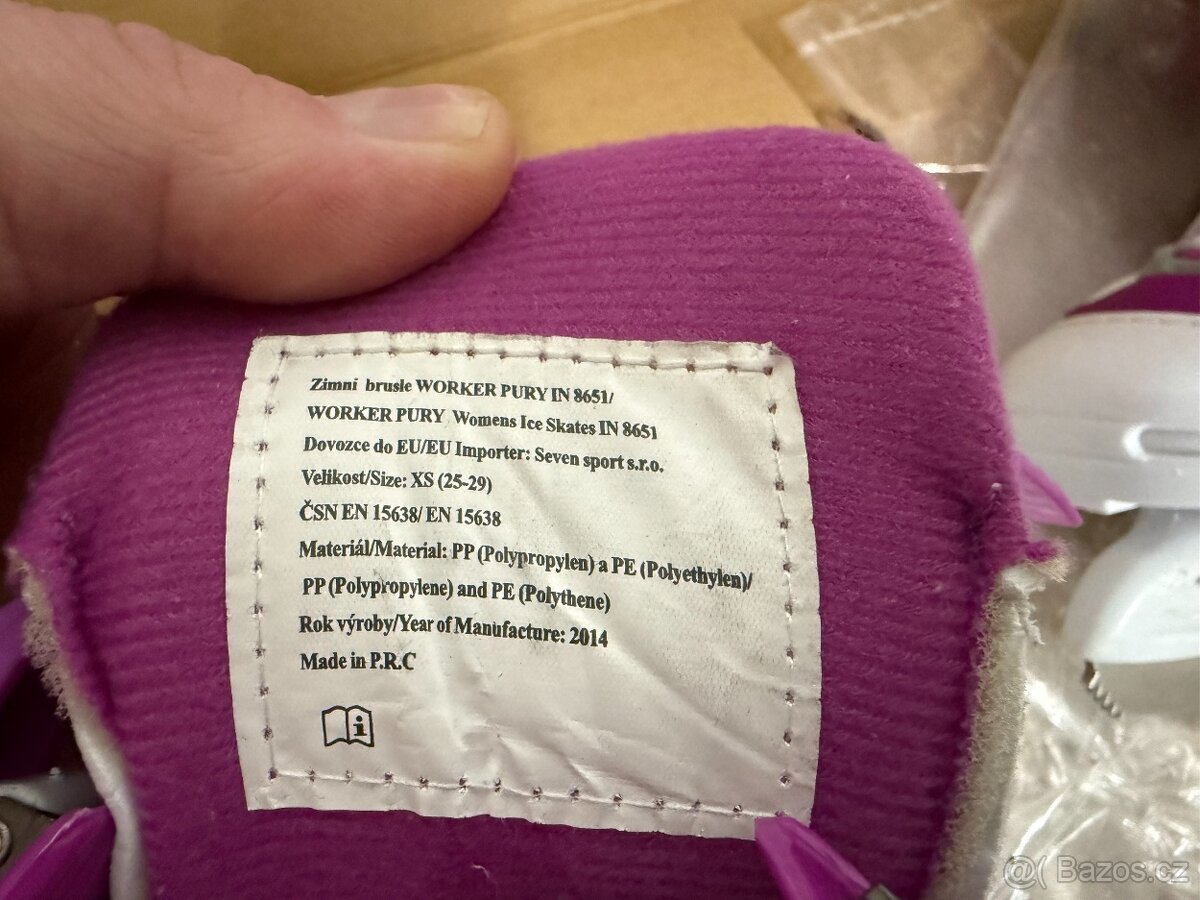 Zimní brusle WORKER PURY IN 8651/
WORKER PURY Womens Ice Skates IN 8651
Dovozce do EU/EU Importer: Seven sport s.r.o.
Velikost/Size: XS (25-29)
ČSN EN 15638/ EN 15638
Materiál/Material: PP (Polypropylen) a PE (Polyethylen)/
PP (Polypropylene) and PE (Polythene)
Rok výroby/Year of Manufacture: 2014
Made in P.R.C
i
@( Bazos.cz